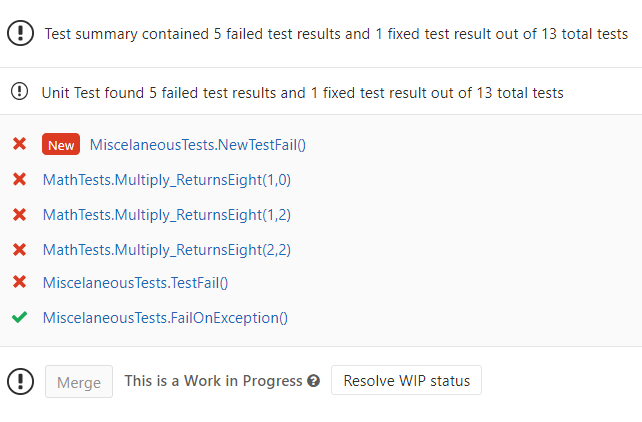 Test summary contained 5 failed test results and 1 fixed test result out of 13 total tests
Unit Test found 5 failed test results and 1 fixed test result out of 13 total tests
New MiscelaneousTests.NewTestFail()
MathTests.Multiply_ReturnsEight(1,0)
MathTests.Multiply_ReturnsEight(1,2)
MathTests.Multiply_ReturnsEight(2,2)
MiscelaneousTests.TestFail()
MiscelaneousTests.FailOnException()
Merge This is a Work in Progress Resolve WIP status